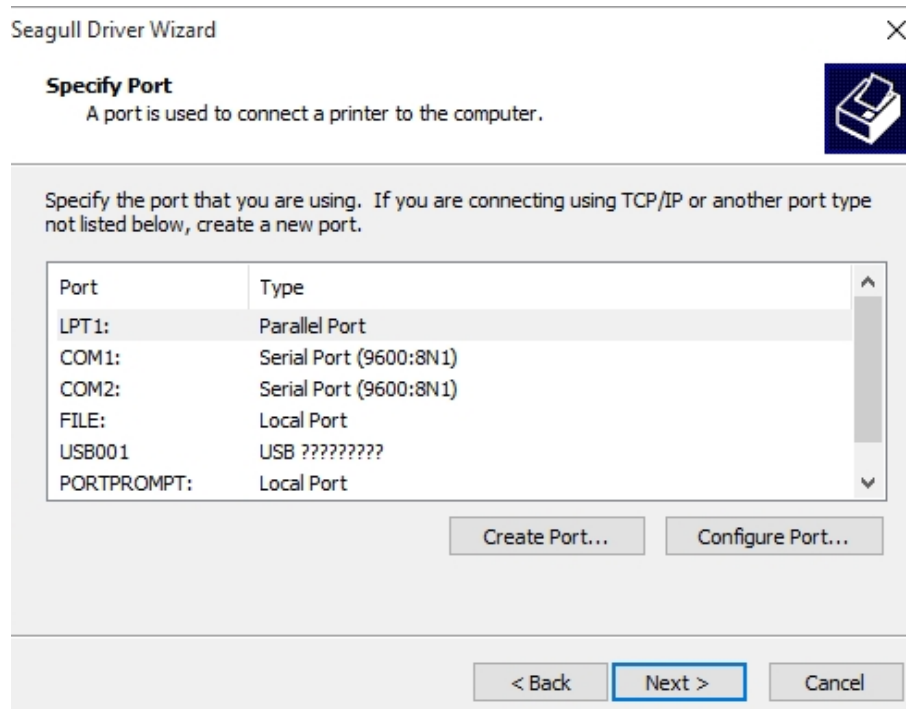 Seagull Driver Wizard
Specify Port
A port is used to connect a printer to the computer.
Specify the port that you are using. If you are connecting using TCP/IP or another port type
not listed below, create a new port.
Port Type
LPT1: Parallel Port
COM1: Serial Port (9600:8N1)
COM2: Serial Port (9600:8N1)
FILE: Local Port
USB001 USB ?????????
PORTPROMPT: Local Port
Create Port... Configure Port...
< Back Next > Cancel